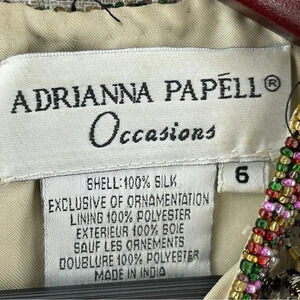 ADRIANNA PAPÉLL®
Occasions
6
SHELL: 100% SILK
EXCLUSIVE OF ORNAMENTATION
LINING 100% POLYESTER
EXTERIEUR 100% SOIE
SAUF LES ORNEMENTS
DOUBLURE 100% POLYESTER
MADE IN INDIA